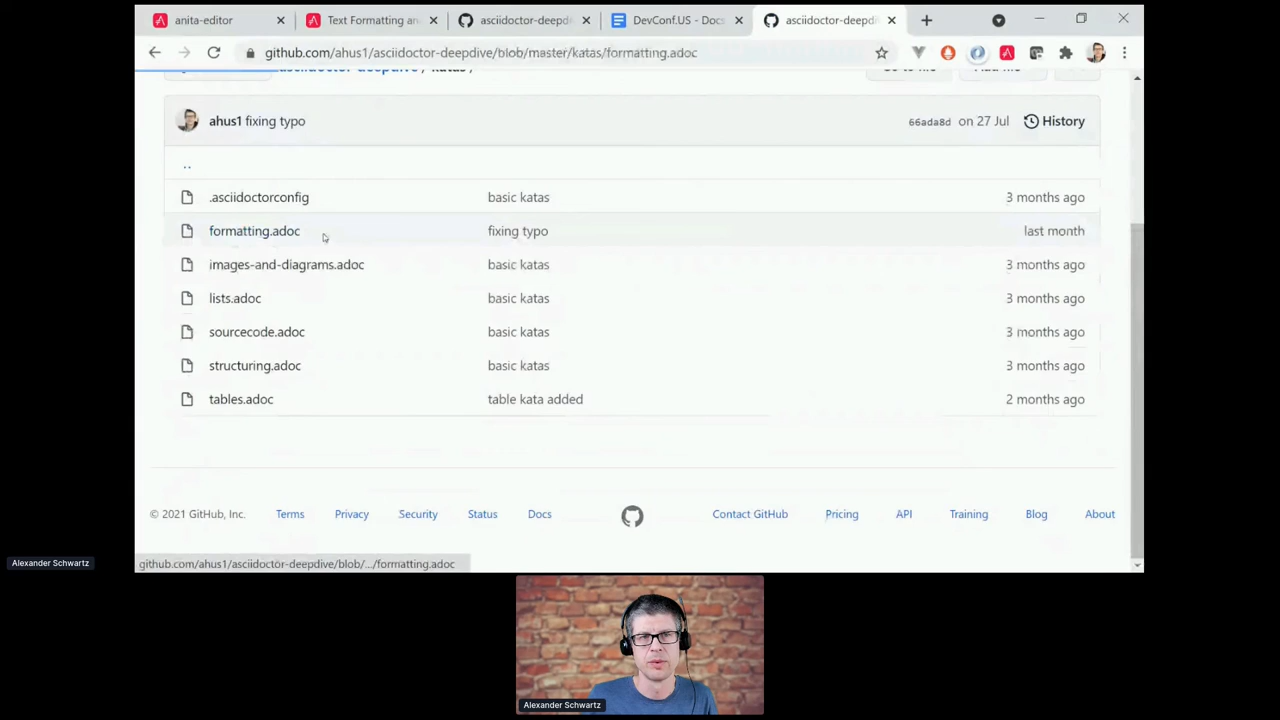 anita-editor
Text Formatting an
asciidoctor-deepd
DevConf.US - Docs
asciidoctor-deepdi
github.com/ahus1/asciidoctor-deepdive/blob/master/katas/formatting.adoc
ahus1 fixing typo
66ada8d on 27 Jul
History
..
.asciidoctorconfig basic katas 3 months ago
formatting.adoc fixing typo last month
images-and-diagrams.adoc basic katas 3 months ago
lists.adoc basic katas 3 months ago
sourcecode.adoc basic katas 3 months ago
structuring.adoc basic katas 3 months ago
tables.adoc table kata added 2 months ago
© 2021 GitHub, Inc. Terms Privacy Security Status Docs Contact GitHub Pricing API Training Blog About
github.com/ahus1/asciidoctor-deepdive/blob/.../formatting.adoc
Alexander Schwartz
Alexander Schwartz